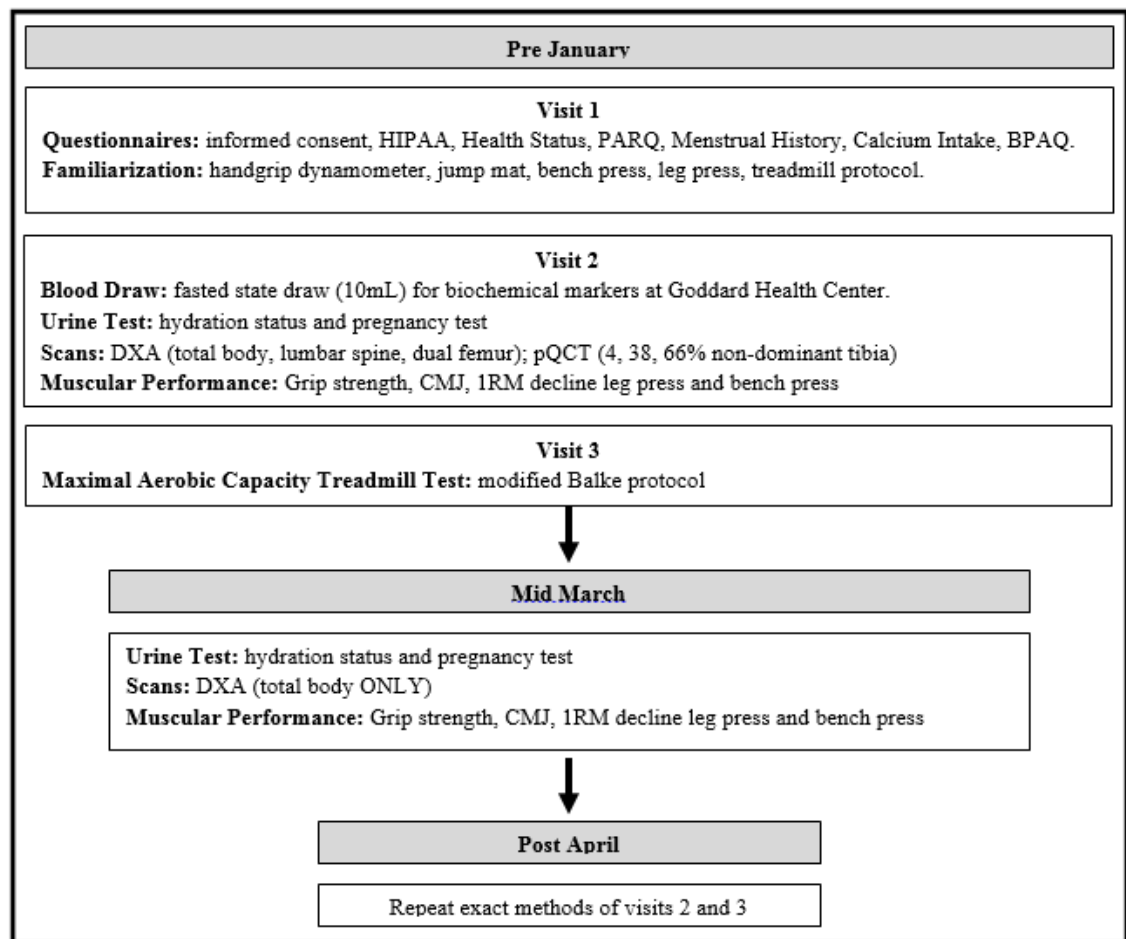 Pre January
Visit 1
Questionnaires: informed consent, HIPAA, Health Status, PARQ, Menstrual History, Calcium Intake, BPAQ.
Familiarization: handgrip dynamometer, jump mat, bench press, leg press, treadmill protocol.
Visit 2
Blood Draw: fasted state draw (10mL) for biochemical markers at Goddard Health Center.
Urine Test: hydration status and pregnancy test
Scans: DXA (total body, lumbar spine, dual femur); pQCT (4, 38, 66% non-dominant tibia)
Muscular Performance: Grip strength, CMJ, 1RM decline leg press and bench press
Visit 3
Maximal Aerobic Capacity Treadmill Test: modified Balke protocol
Mid March
Urine Test: hydration status and pregnancy test
Scans: DXA (total body ONLY)
Muscular Performance: Grip strength, CMJ, 1RM decline leg press and bench press
Post April
Repeat exact methods of visits 2 and 3